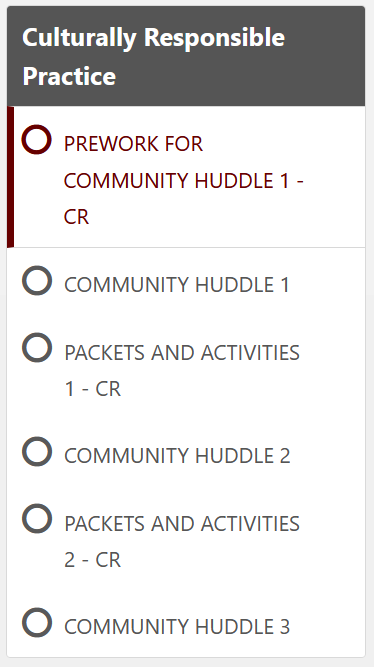 Culturally Responsible
Practice
PREWORK FOR
COMMUNITY HUDDLE 1 -
CR
COMMUNITY HUDDLE 1
PACKETS AND ACTIVITIES
1 - CR
COMMUNITY HUDDLE 2
PACKETS AND ACTIVITIES
2 - CR
COMMUNITY HUDDLE 3